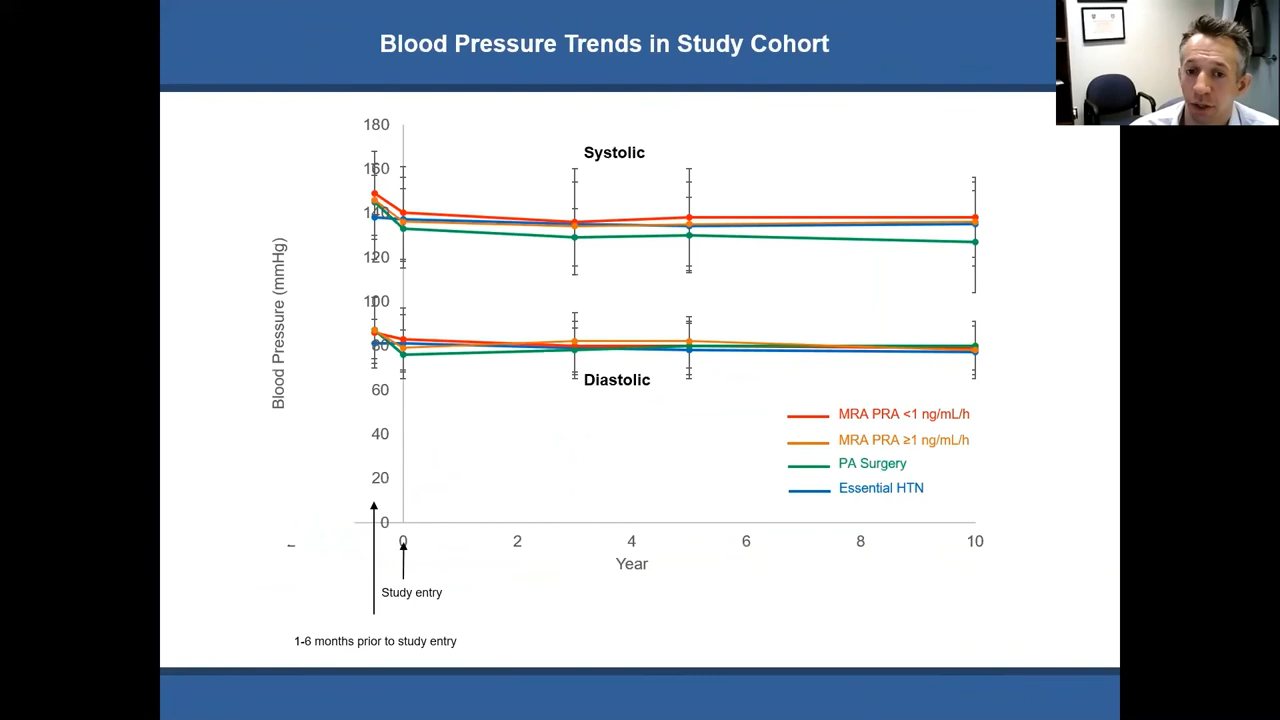 Blood Pressure Trends in Study Cohort
180
160
140
120
100
80
60
40
20
0
Blood Pressure (mmHg)
Systolic
Diastolic
MRA PRA <1 ng/mL/h
MRA PRA ≥1 ng/mL/h
PA Surgery
Essential HTN
0
2
4
6
8
10
Year
Study entry
1-6 months prior to study entry